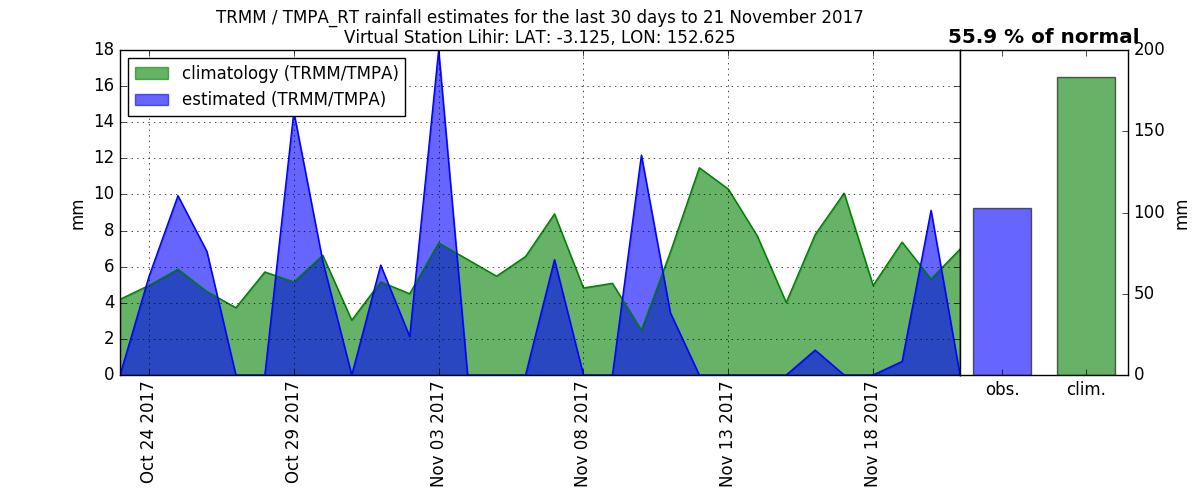 TRMM / TMPA_RT rainfall estimates for the last 30 days to 21 November 2017
Virtual Station Lihir: LAT: -3.125, LON: 152.625
55.9 % of normal
climatology (TRMM/TMPA)
estimated (TRMM/TMPA)
mm
18
16
14
12
10
8
6
4
2
0
Oct 24 2017
Oct 29 2017
Nov 03 2017
Nov 08 2017
Nov 13 2017
Nov 18 2017
obs.
clim.
200
150
100
50
0
mm